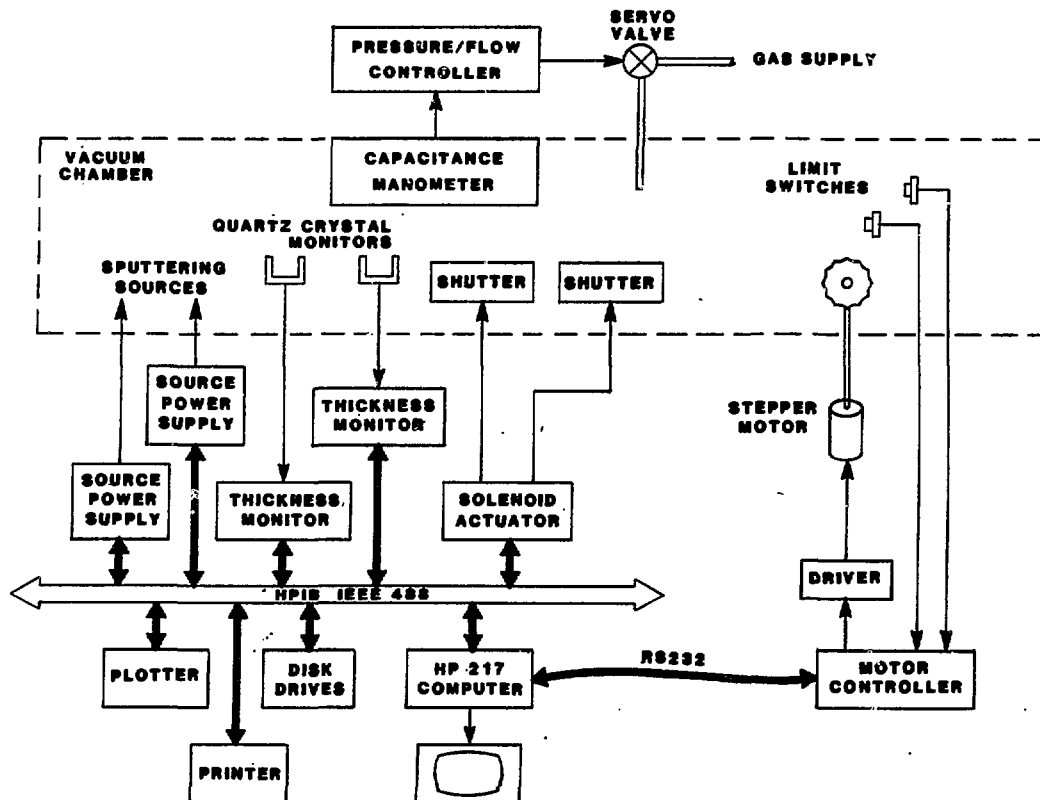 SERVO
VALVE
PRESSURE/FLOW
CONTROLLER
GAS SUPPLY
VACUUM
CHAMBER
CAPACITANCE
MANOMETER
LIMIT
SWITCHES
QUARTZ CRYSTAL
MONITORS
SPUTTERING
SOURCES
SHUTTER
SHUTTER
SOURCE
POWER
SUPPLY
THICKNESS
MONITOR
STEPPER
MOTOR
SOURCE
POWER
SUPPLY
THICKNESS
MONITOR
SOLENOID
ACTUATOR
DRIVER
HPIB IEEE 488
PLOTTER
DISK
DRIVES
HP 217
COMPUTER
RS232
MOTOR
CONTROLLER
PRINTER